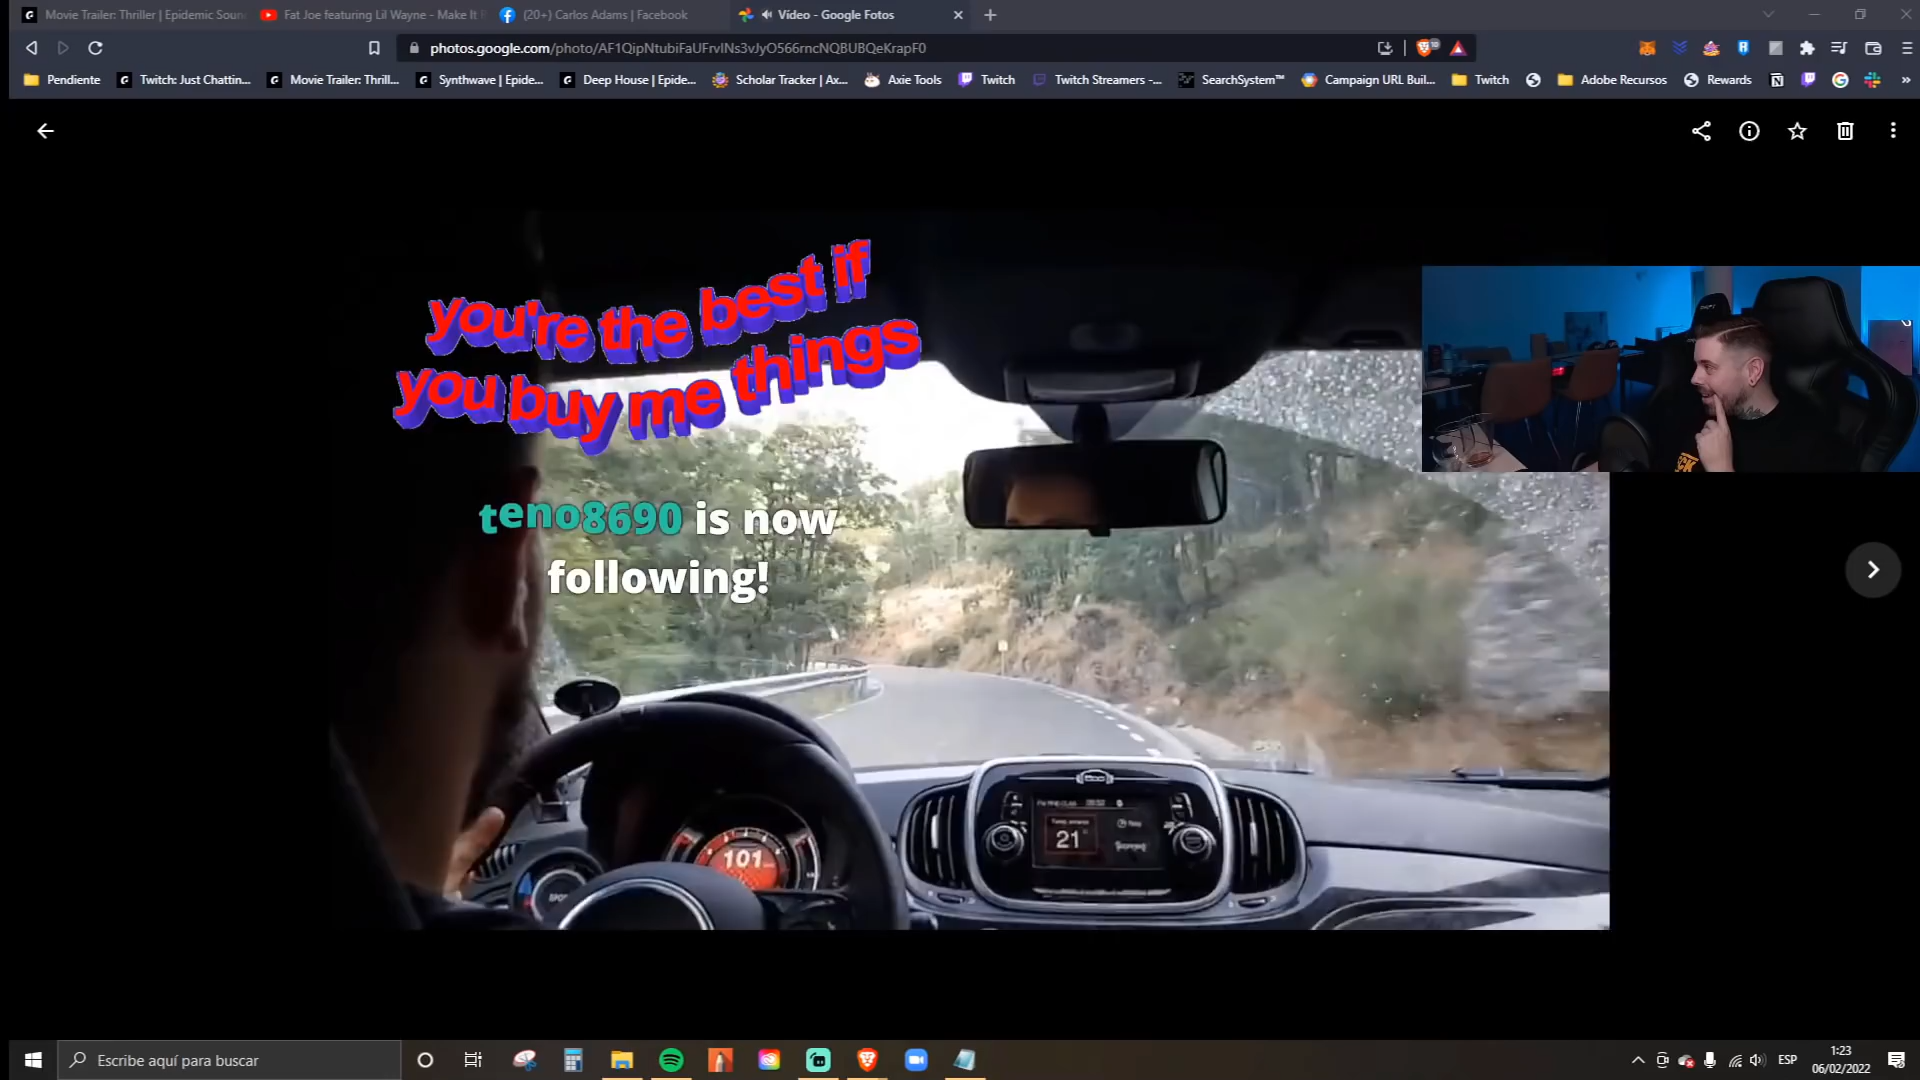 Movie Trailer: Thriller | Epidemic Soun
Fat Joe featuring Lil Wayne - Make It R
(20+) Carlos Adams | Facebook
Vídeo - Google Fotos
photos.google.com/photo/AF1QipNtubiFaUFrvINs3vJyO566rncNQBUBQeKrapF0
Pendiente
Twitch: Just Chattin...
Movie Trailer: Thrill...
Synthwave | Epide...
Deep House | Epide...
Scholar Tracker | Ax...
Axie Tools
Twitch
Twitch Streamers -...
SearchSystem™
Campaign URL Buil...
Twitch
Adobe Recursos
Rewards
you're the best if
you buy me things
teno8690 is now
following!
101
21
Escribe aquí para buscar
ESP
1:23
06/02/2022